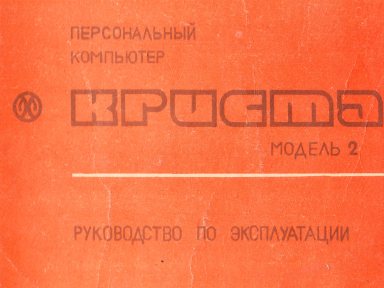 ПЕРСОНАЛЬНЫЙ
КОМПЬЮТЕР
КРИСТА
МОДЕЛЬ 2
РУКОВОДСТВО ПО ЭКСПЛУАТАЦИИ